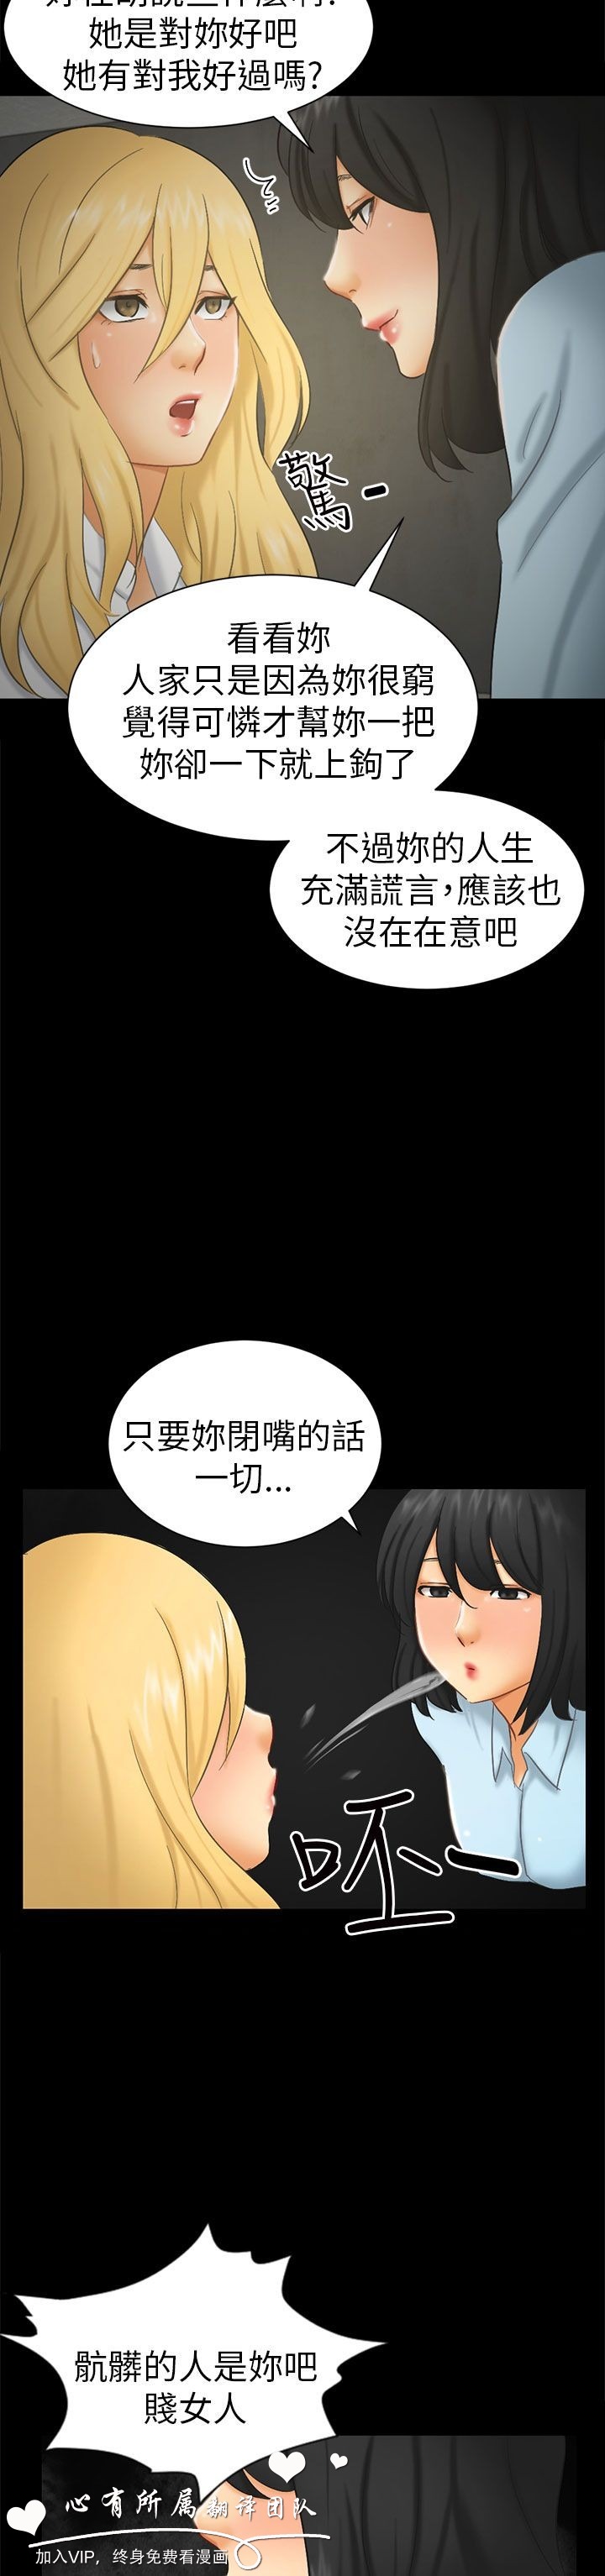 她是對妳好吧
她有對我好過嗎?
驚-
看看妳
人家只是因為妳很窮
覺得可憐才幫妳一把
妳卻一下就上鉤了
不過妳的人生
充滿謊言,應該也
沒在在意吧
只要妳閉嘴的話
一切...
呸-
骯髒的人是妳吧
賤女人
心有所属翻译团队
加入VIP，终身免费看漫画